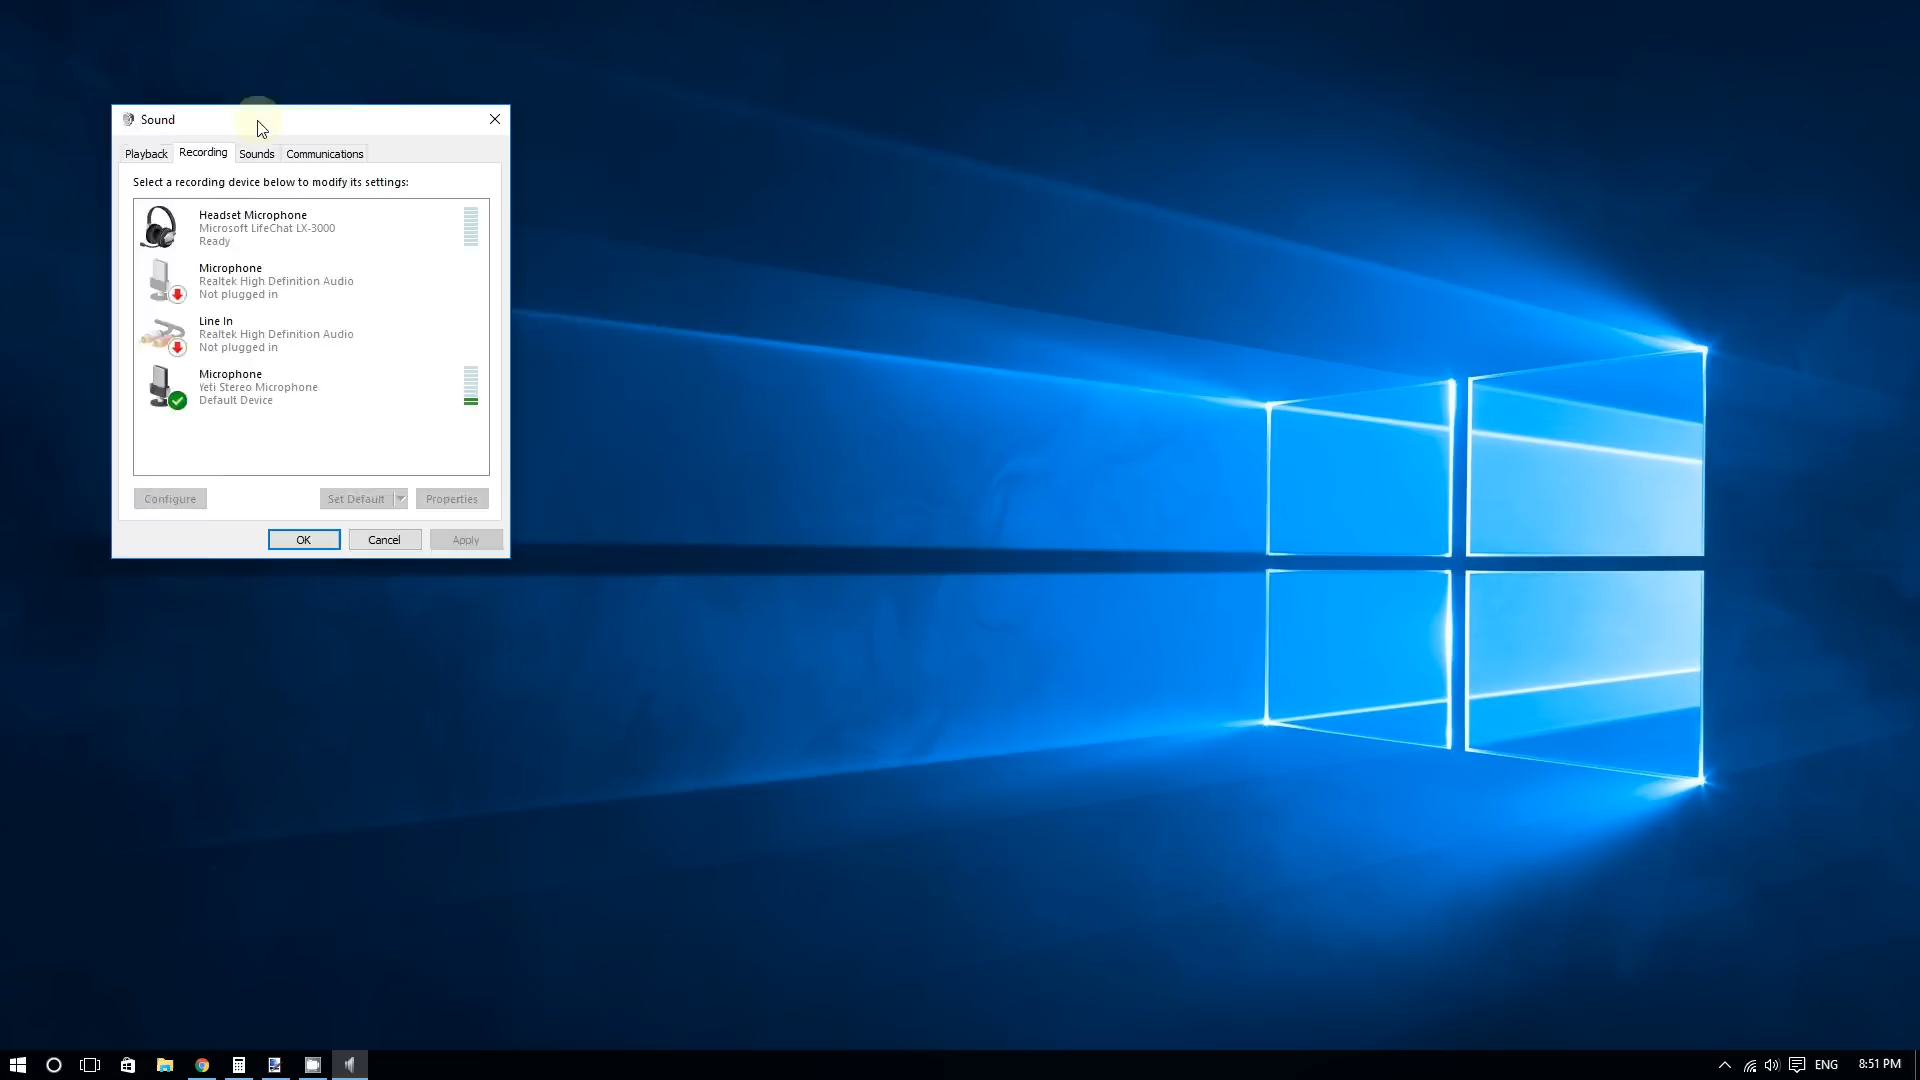 Sound
Playback Recording Sounds Communications
Select a recording device below to modify its settings:
Headset Microphone
Microsoft LifeChat LX-3000
Ready
Microphone
Realtek High Definition Audio
Not plugged in
Line In
Realtek High Definition Audio
Not plugged in
Microphone
Yeti Stereo Microphone
Default Device
Configure Set Default Properties
OK Cancel Apply
ENG 8:51 PM